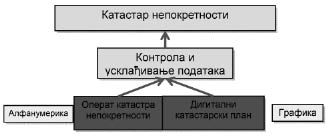 Катастар непокретности
Контрола и
усклађивање података
Алфанумерика
Операт катастра
непокретности
Дигитални
катастарски план
Графика